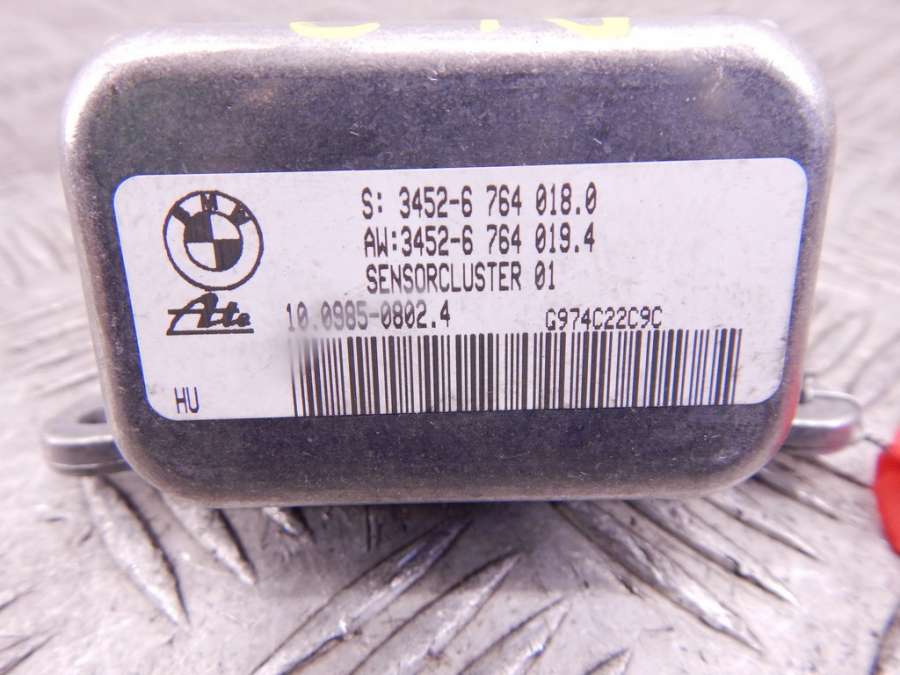 BMW
S: 3452-6 764 018.0
AW:3452-6 764 019.4
SENSORCLUSTER 01
Ate
10.0985-0802.4 G974C22C9C
HU